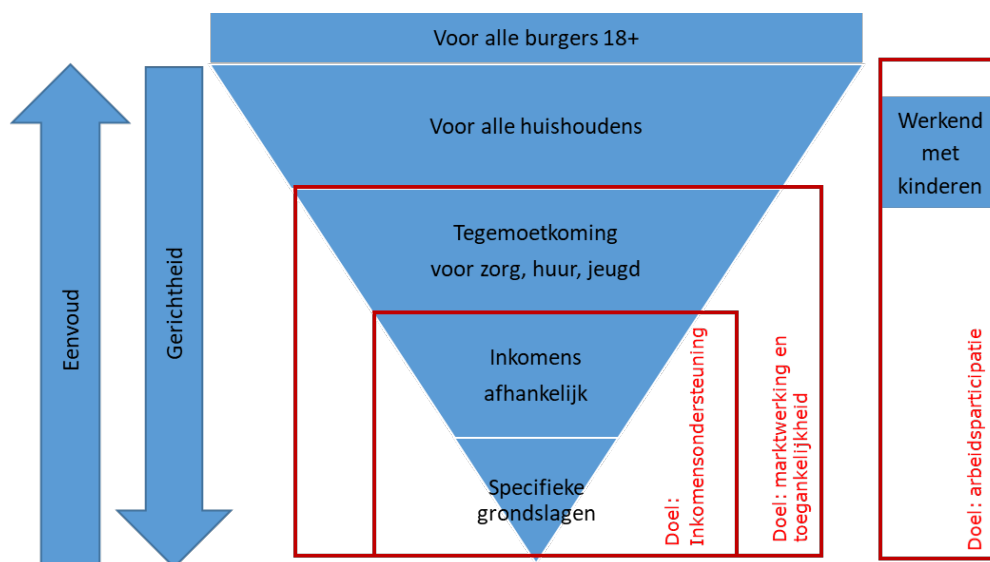 Voor alle burgers 18+
Voor alle huishoudens
Tegemoetkoming
voor zorg, huur, jeugd
Inkomens
afhankelijk
Specifieke
grondslagen
Eenvoud
Gerichtheid
Doel:
Inkomensondersteuning
Doel: marktwerking en
toegankelijkheid
Werkend
met
kinderen
Doel: arbeidsparticipatie